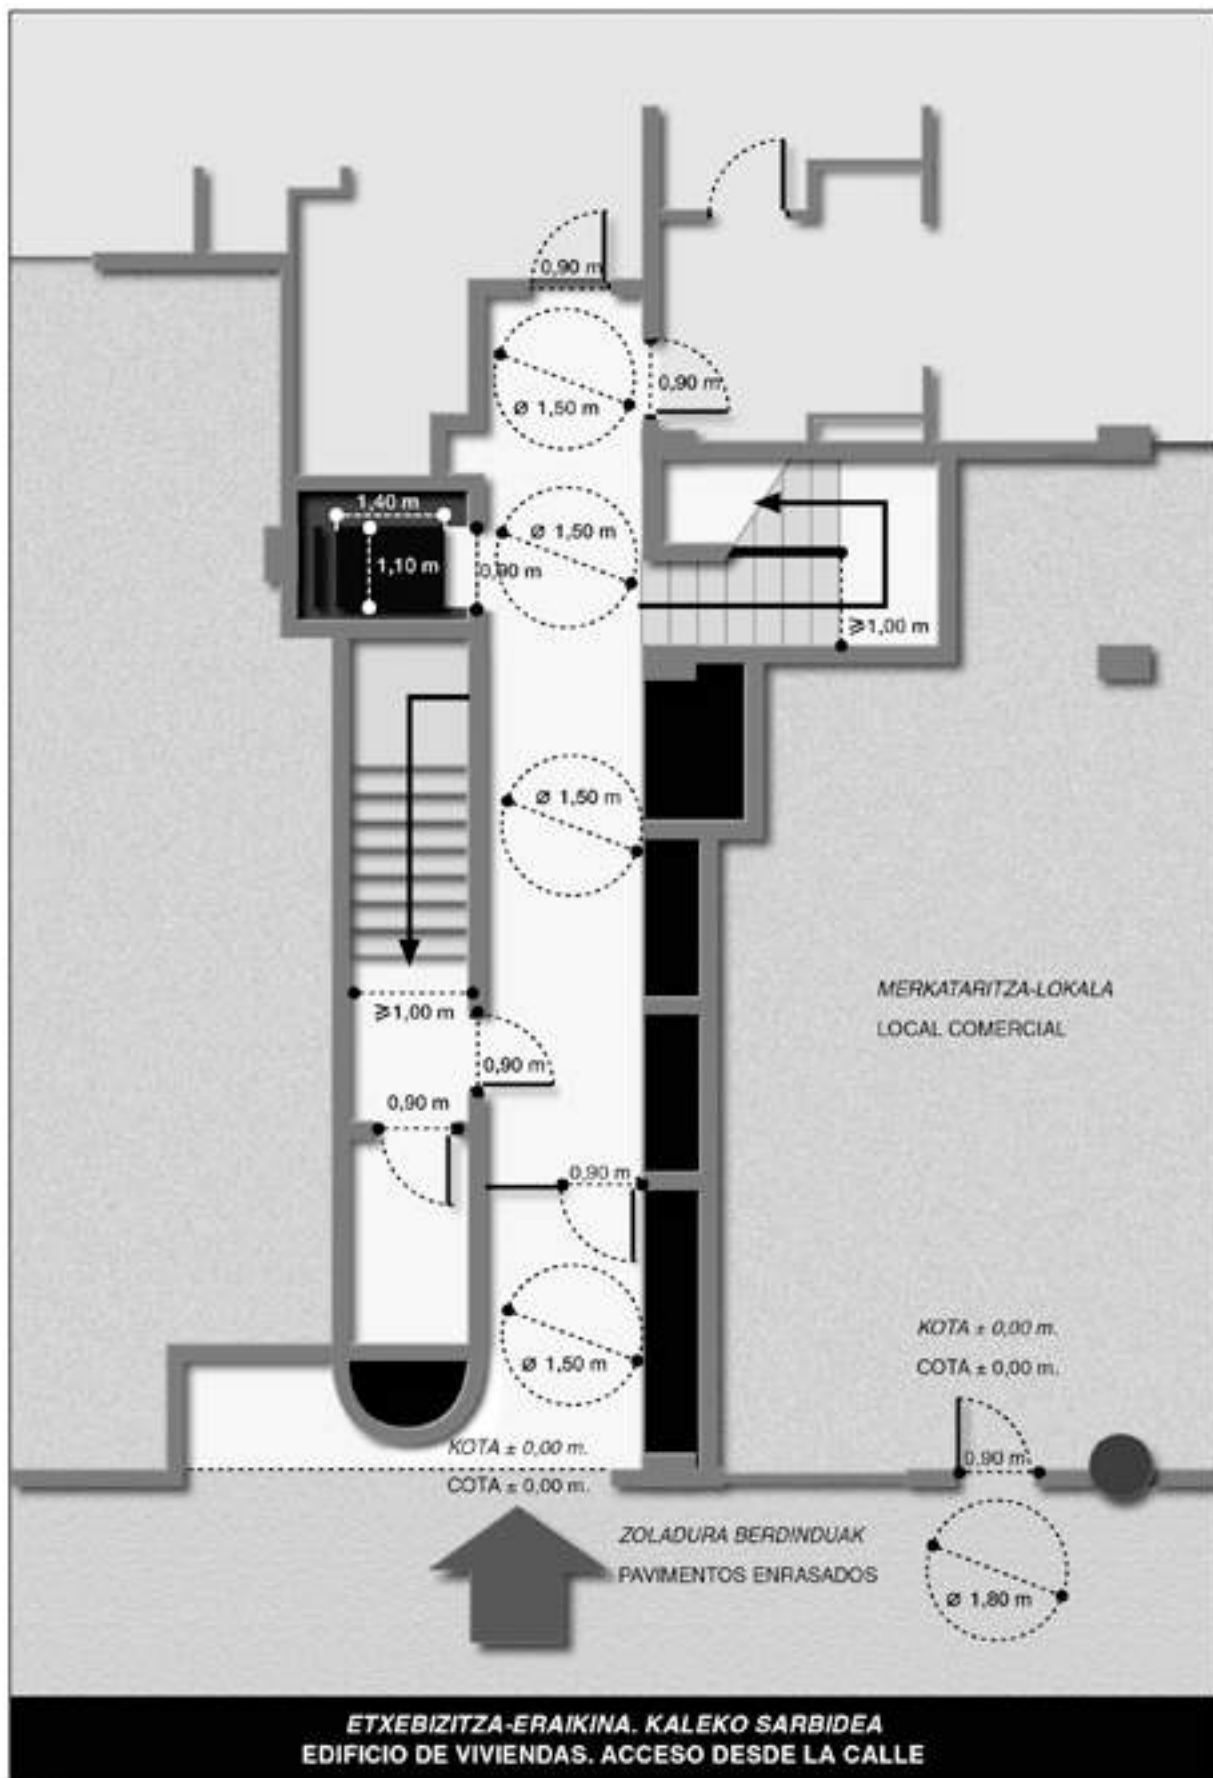 0,90 m
0,90 m
Ø 1,50 m
1,40 m
Ø 1,50 m
1,10 m
0,90 m
⩾1,00 m
Ø 1,50 m
MERKATARITZA-LOKALA
LOCAL COMERCIAL
⩾1,00 m
0,90 m
0,90 m
0,90 m
KOTA ± 0,00 m.
COTA ± 0,00 m.
Ø 1,50 m
KOTA ± 0,00 m.
COTA ± 0,00 m.
0,90 m
ZOLADURA BERDINDUAK
PAVIMENTOS ENRASADOS
Ø 1,80 m
ETXEBIZITZA-ERAIKINA. KALEKO SARBIDEA
EDIFICIO DE VIVIENDAS. ACCESO DESDE LA CALLE